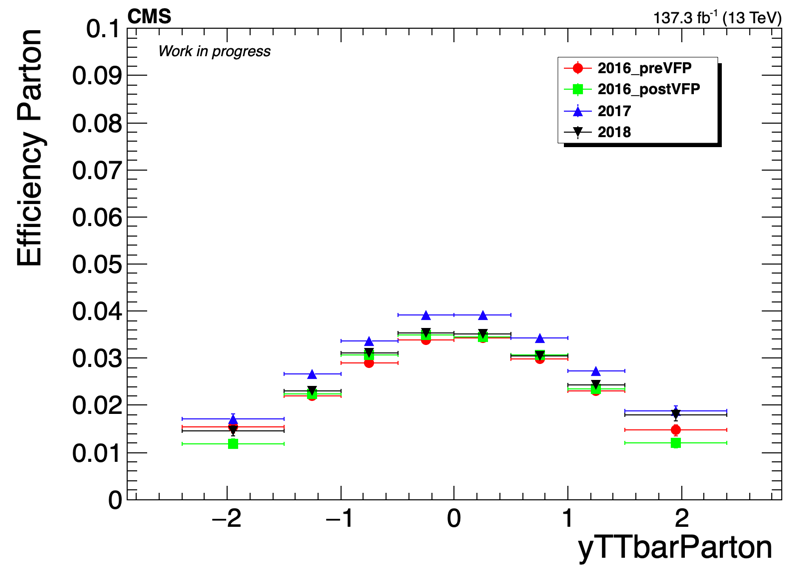 CMS
137.3 fb⁻¹ (13 TeV)
Work in progress
Efficiency Parton
0.1
0.09
0.08
0.07
0.06
0.05
0.04
0.03
0.02
0.01
0
2016_preVFP
2016_postVFP
2017
2018
−2 −1 0 1 2
yTTbarParton